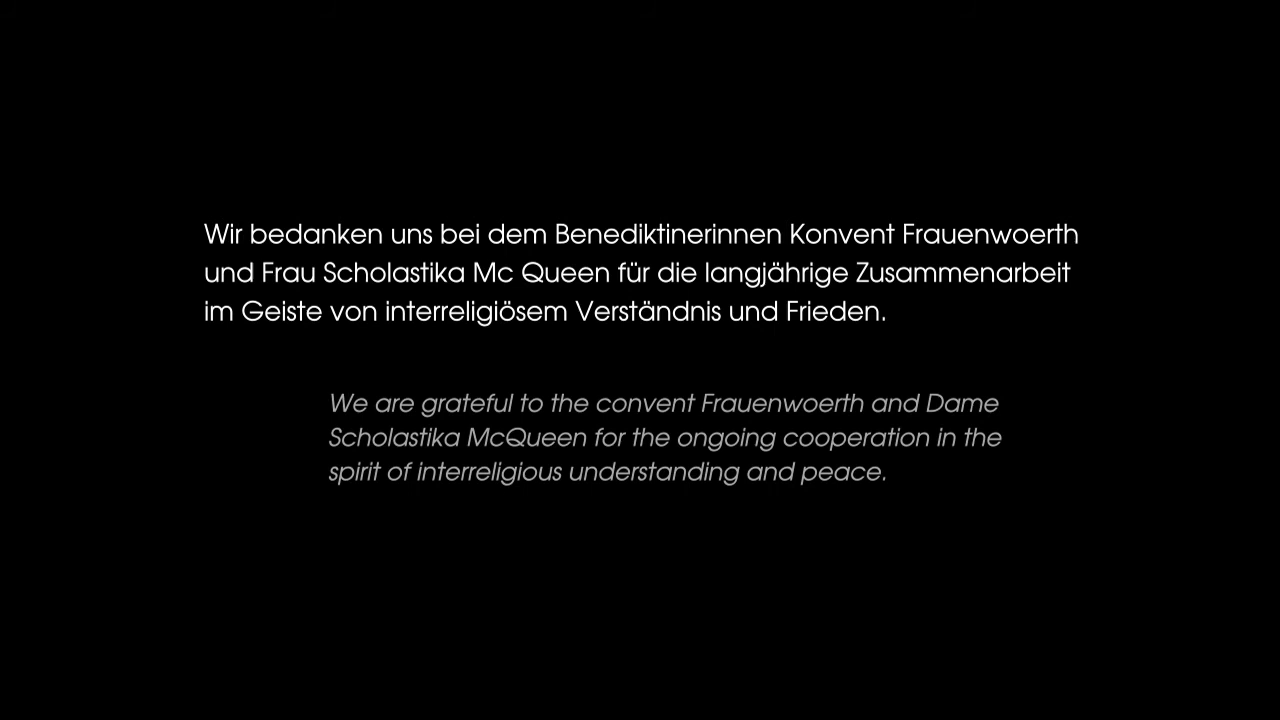 Wir bedanken uns bei dem Benediktinerinnen Konvent Frauenwoerth
und Frau Scholastika Mc Queen für die langjährige Zusammenarbeit
im Geiste von interreligiösem Verständnis und Frieden.
We are grateful to the convent Frauenwoerth and Dame
Scholastika McQueen for the ongoing cooperation in the
spirit of interreligious understanding and peace.